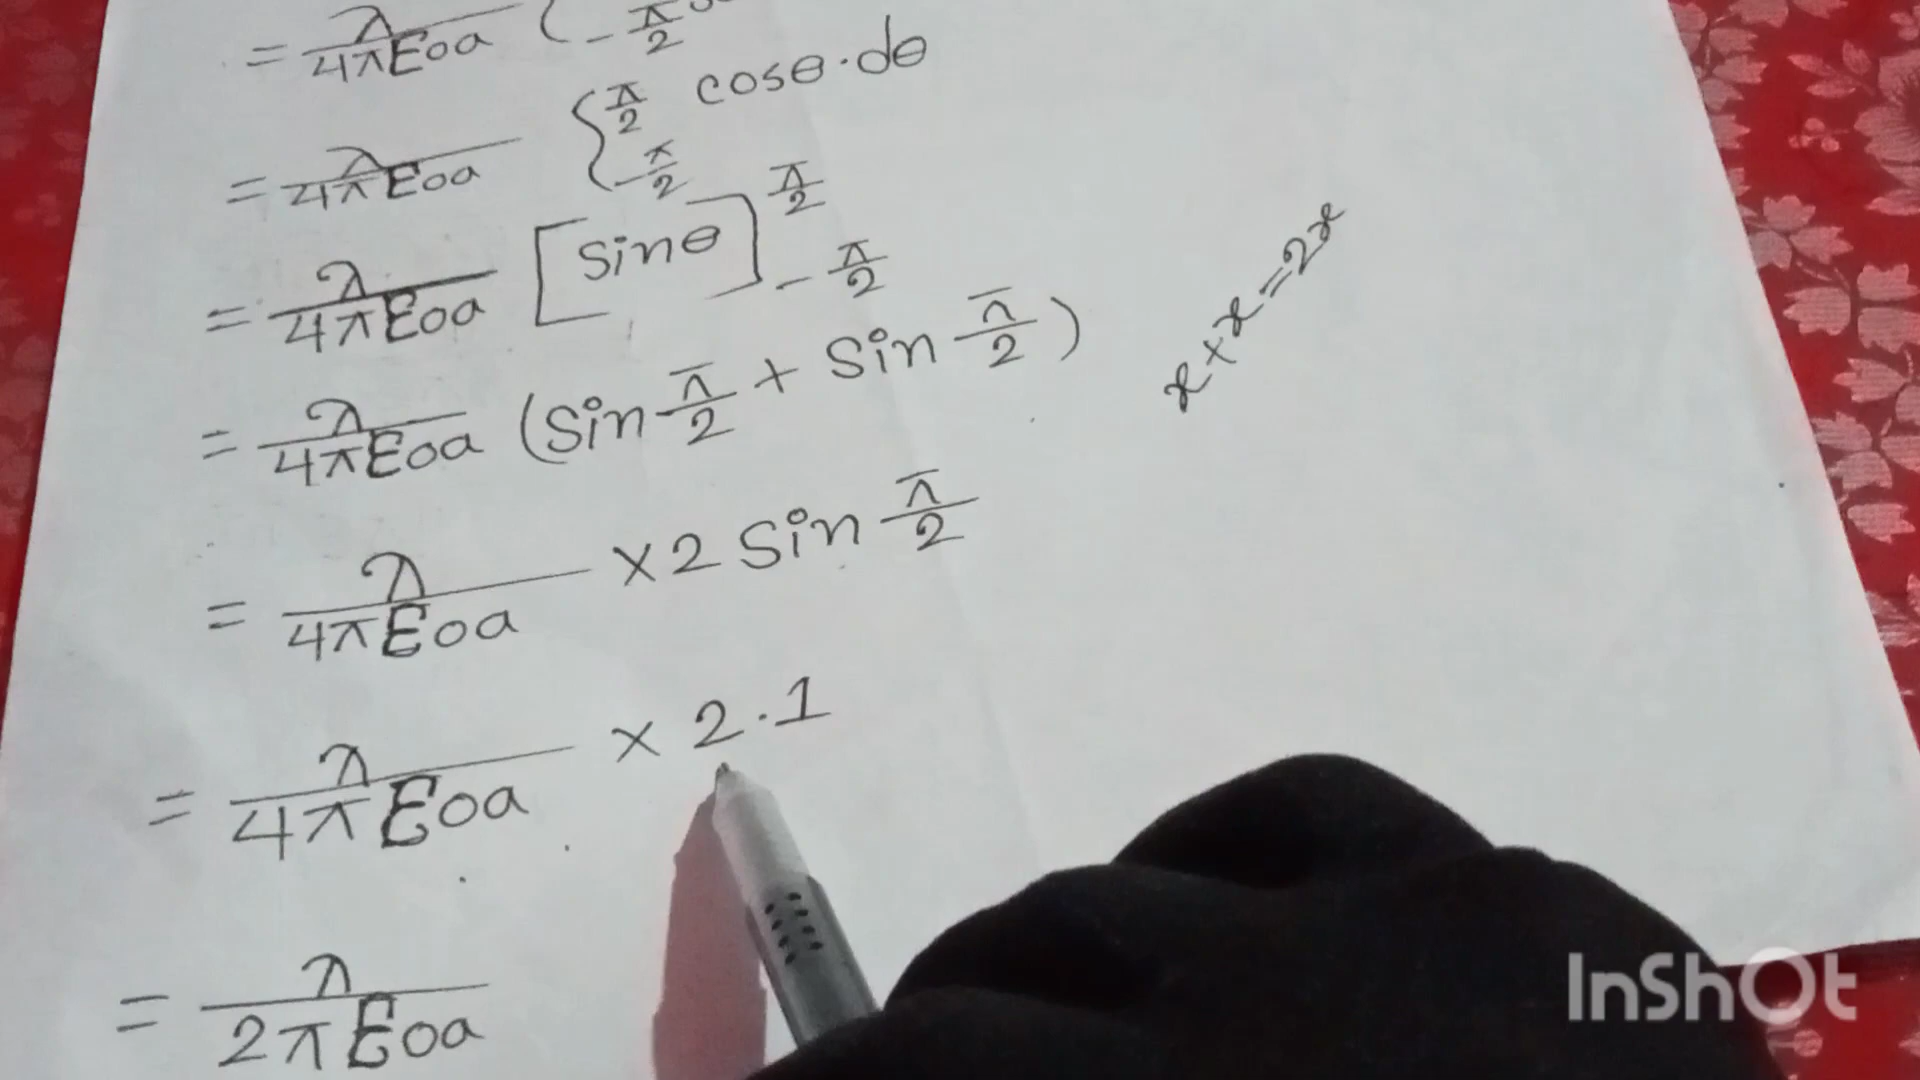 = λ/4πε0a ∫ -π/2
= λ/4πε0a ∫ π/2 -π/2 cosθ·dθ
= λ/4πε0a [sinθ] π/2 -π/2
= λ/4πε0a (sin π/2 + sin π/2)
x+x=2x
= λ/4πε0a ×2 sin π/2
= λ/4πε0a × 2.1
= λ/2πε0a
InShOt